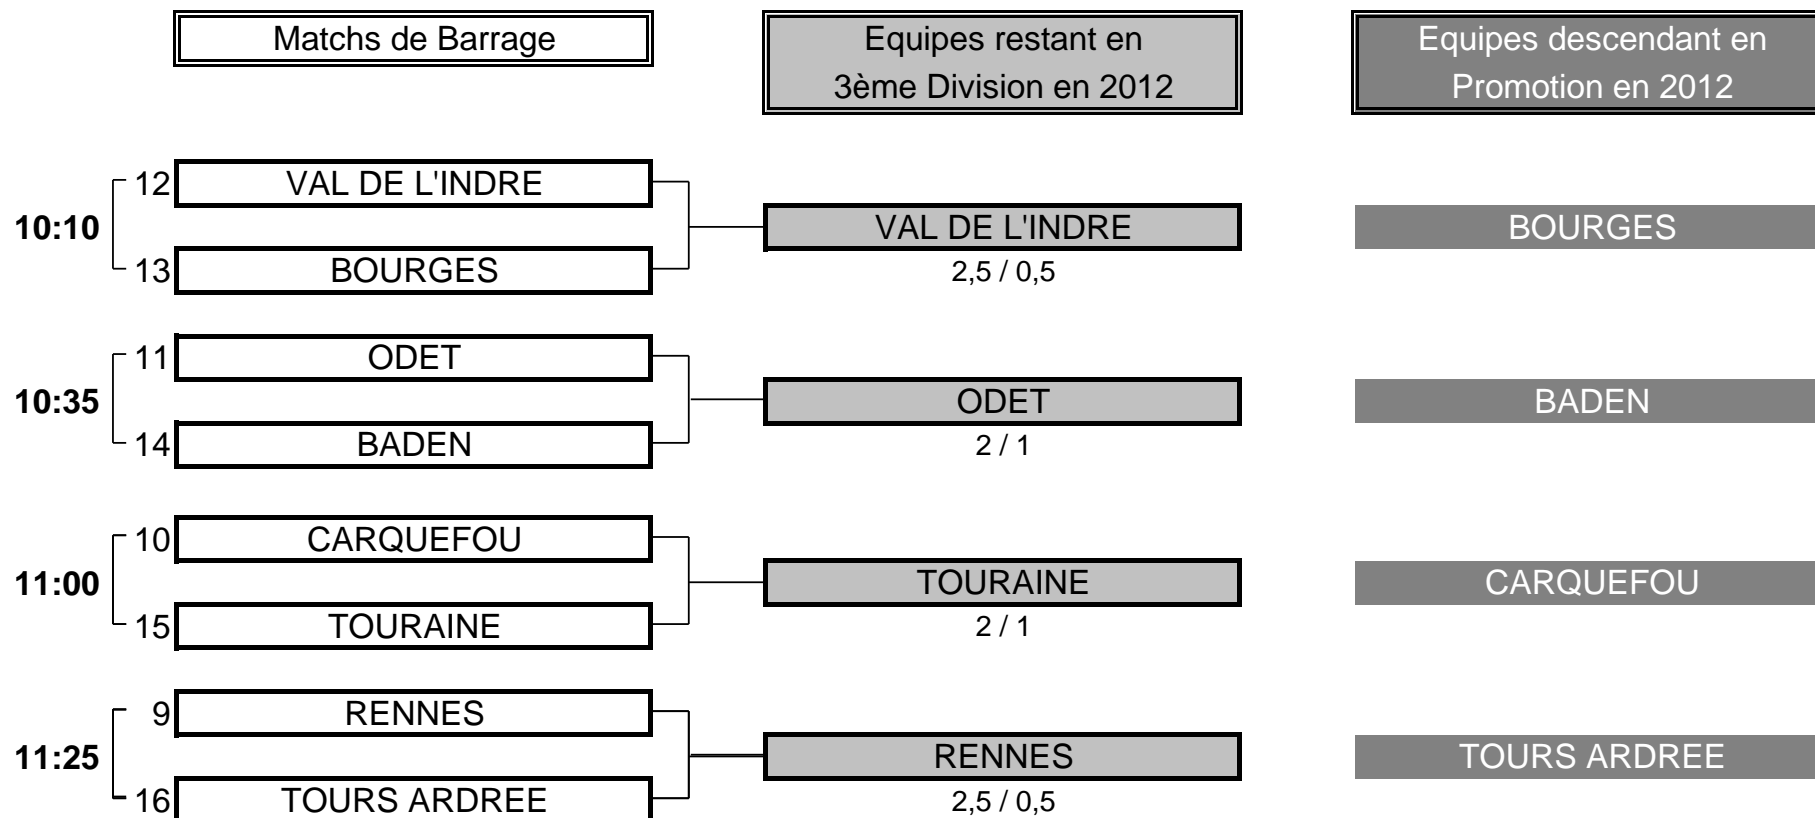 Matchs de Barrage
Equipes restant en
3ème Division en 2012
Equipes descendant en
Promotion en 2012
12 VAL DE L'INDRE
10:10 VAL DE L'INDRE BOURGES
13 BOURGES 2,5 / 0,5
11 ODET
10:35 ODET BADEN
14 BADEN 2 / 1
10 CARQUEFOU
11:00 TOURAINE CARQUEFOU
15 TOURAINE 2 / 1
9 RENNES
11:25 RENNES TOURS ARDREE
16 TOURS ARDREE 2,5 / 0,5